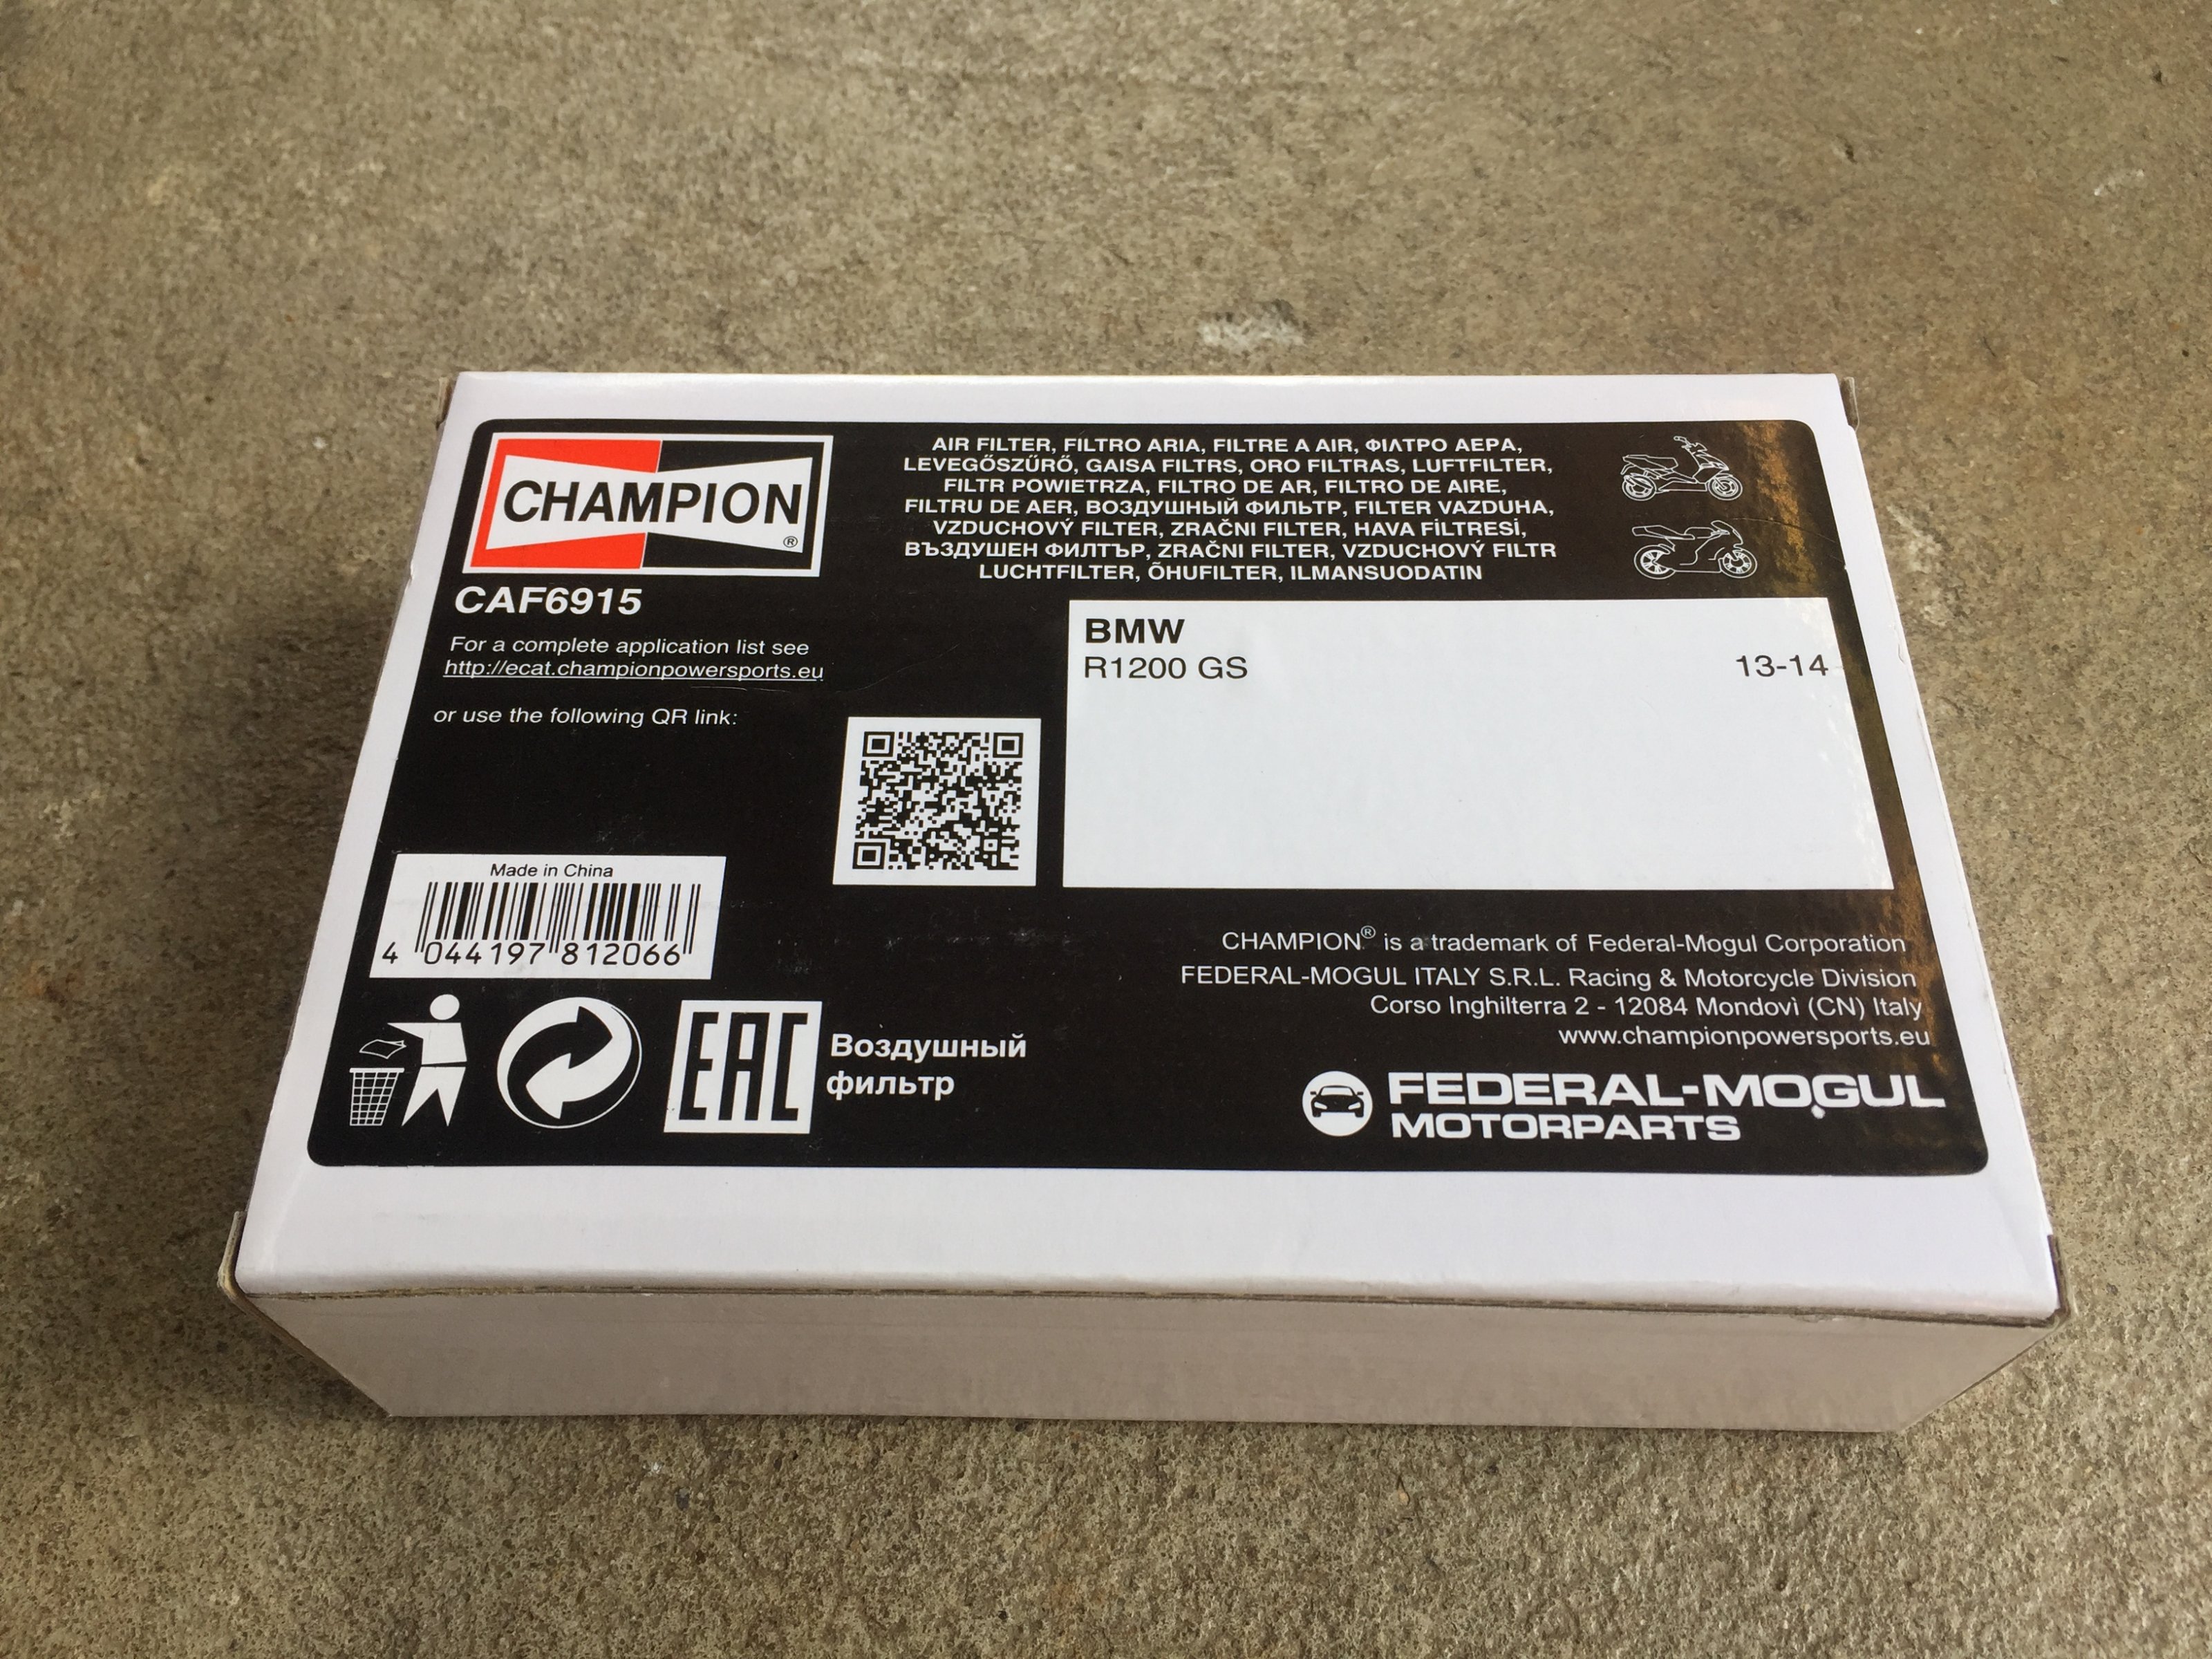 CHAMPION®
CAF6915
For a complete application list see
http://ecat.championpowersports.eu
or use the following QR link:
AIR FILTER, FILTRO ARIA, FILTRE A AIR, ΦΙΛΤΡΟ ΑΕΡΑ,
LEVEGŐSZŰRŐ, GAISA FILTRS, ORO FILTRAS, LUFTFILTER,
FILTR POWIETRZA, FILTRO DE AR, FILTRO DE AIRE,
FILTRU DE AER, ВОЗДУШНЫЙ ФИЛЬТР, FILTER VAZDUHA,
VZDUCHOVÝ FILTER, ZRAČNI FILTER, HAVA FİLTRESİ,
ВЪЗДУШЕН ФИЛТЪР, ZRAČNI FILTER, VZDUCHOVÝ FILTR
LUCHTFILTER, ÕHUFILTER, ILMANSUODATIN
BMW
R1200 GS 13-14
Made in China
4 044197 812066
EAC
Воздушный
фильтр
CHAMPION® is a trademark of Federal-Mogul Corporation
FEDERAL-MOGUL ITALY S.R.L. Racing & Motorcycle Division
Corso Inghilterra 2 - 12084 Mondovì (CN) Italy
www.championpowersports.eu
FEDERAL-MOGUL
MOTORPARTS